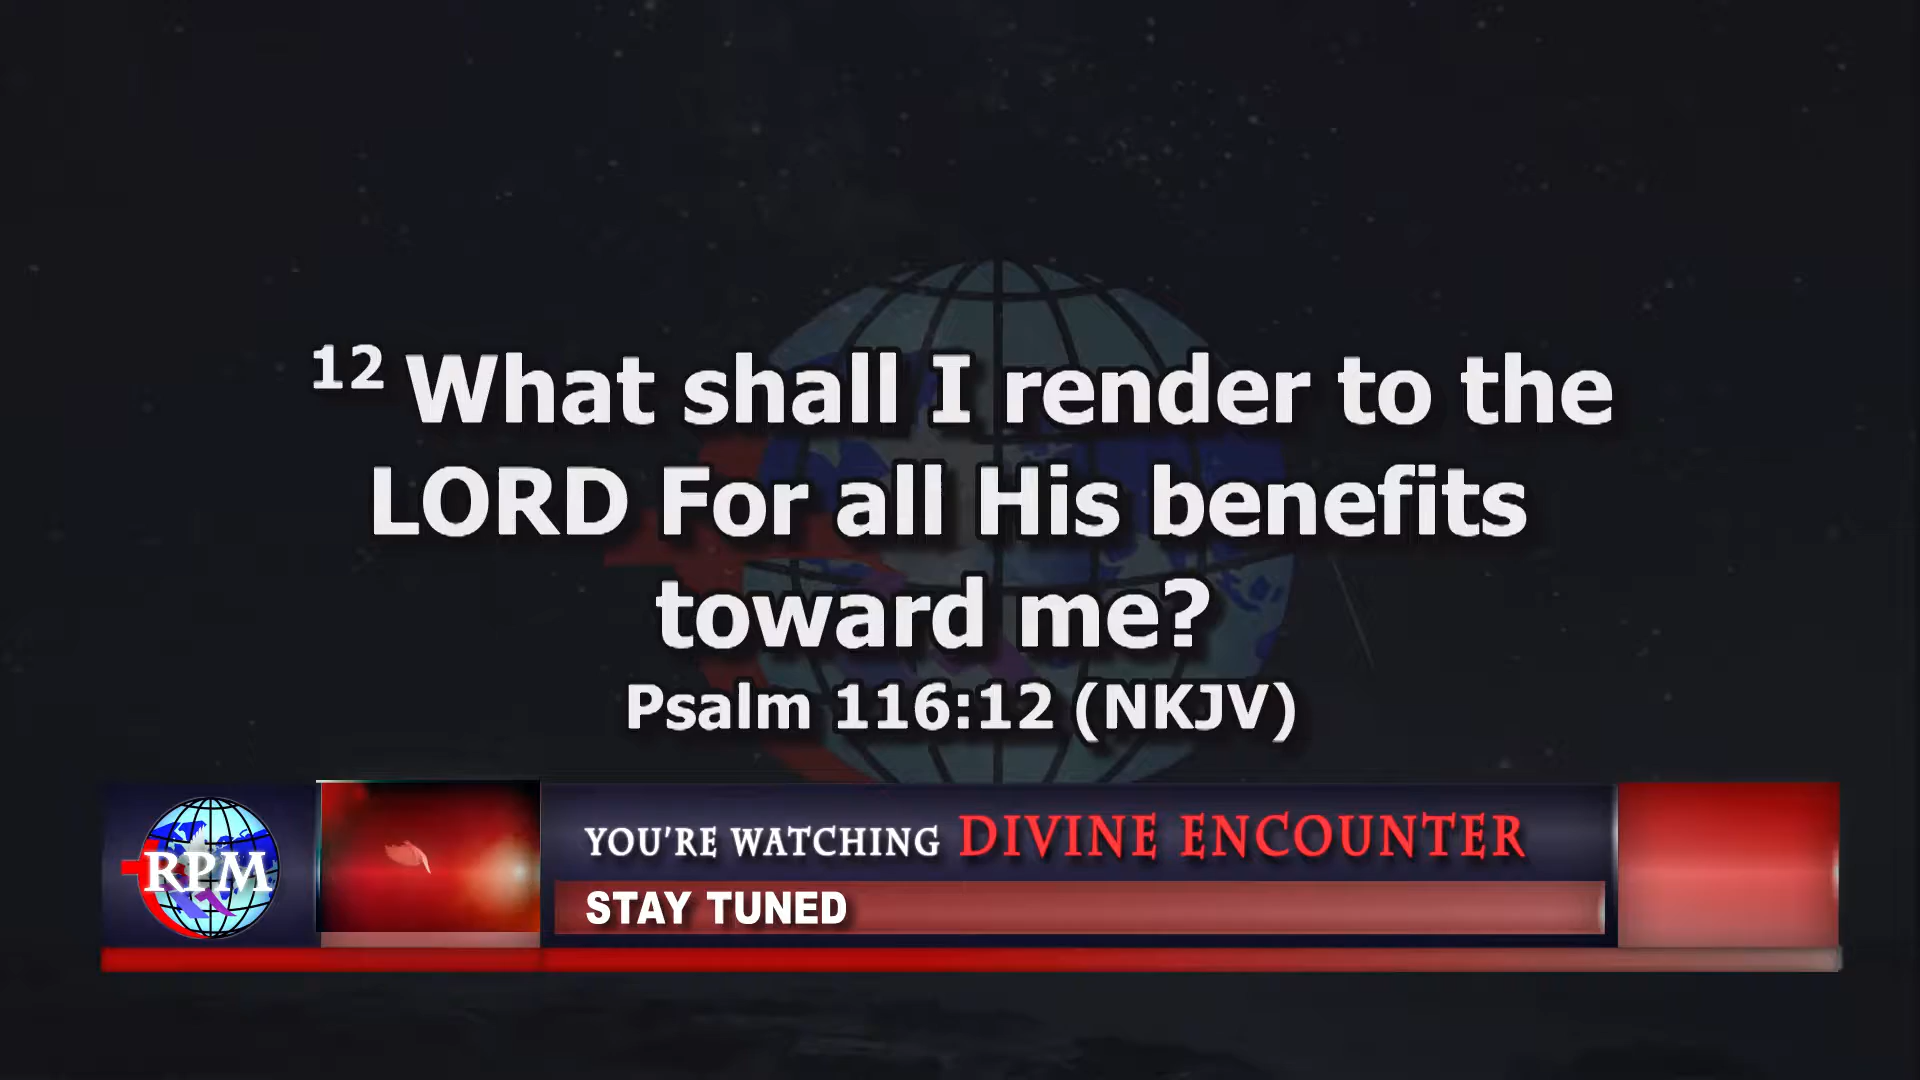 12 What shall I render to the
LORD For all His benefits
toward me?
Psalm 116:12 (NKJV)
RPM
YOU'RE WATCHING DIVINE ENCOUNTER
STAY TUNED